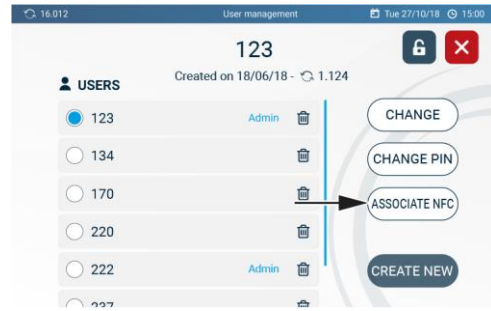 16.012 User management Tue 27/10/18 15:00
123
Created on 18/06/18 - 1.124
USERS
123 Admin
134
170
220
222 Admin
237
CHANGE
CHANGE PIN
ASSOCIATE NFC
CREATE NEW